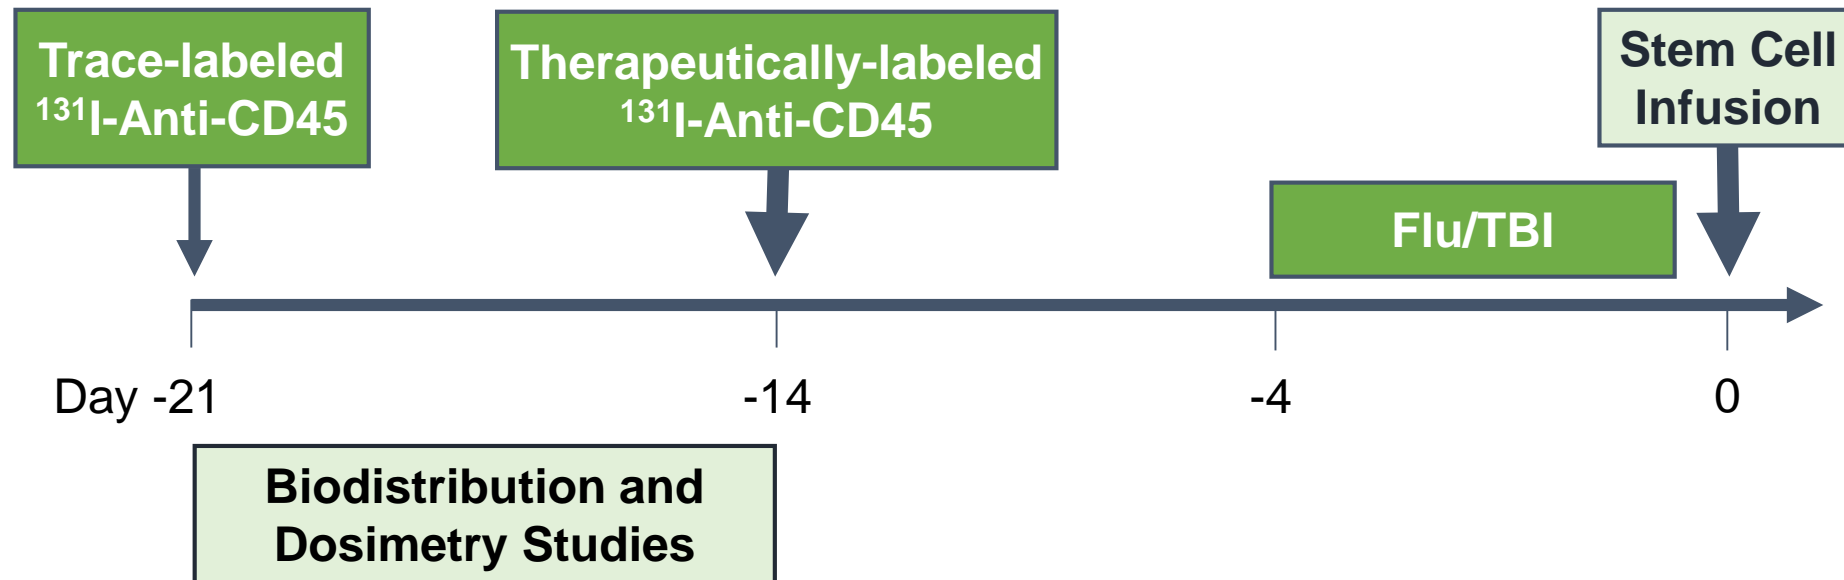 Trace-labeled
¹³¹I-Anti-CD45
Therapeutically-labeled
¹³¹I-Anti-CD45
Stem Cell
Infusion
Flu/TBI
Day -21
-14
-4
0
Biodistribution and
Dosimetry Studies